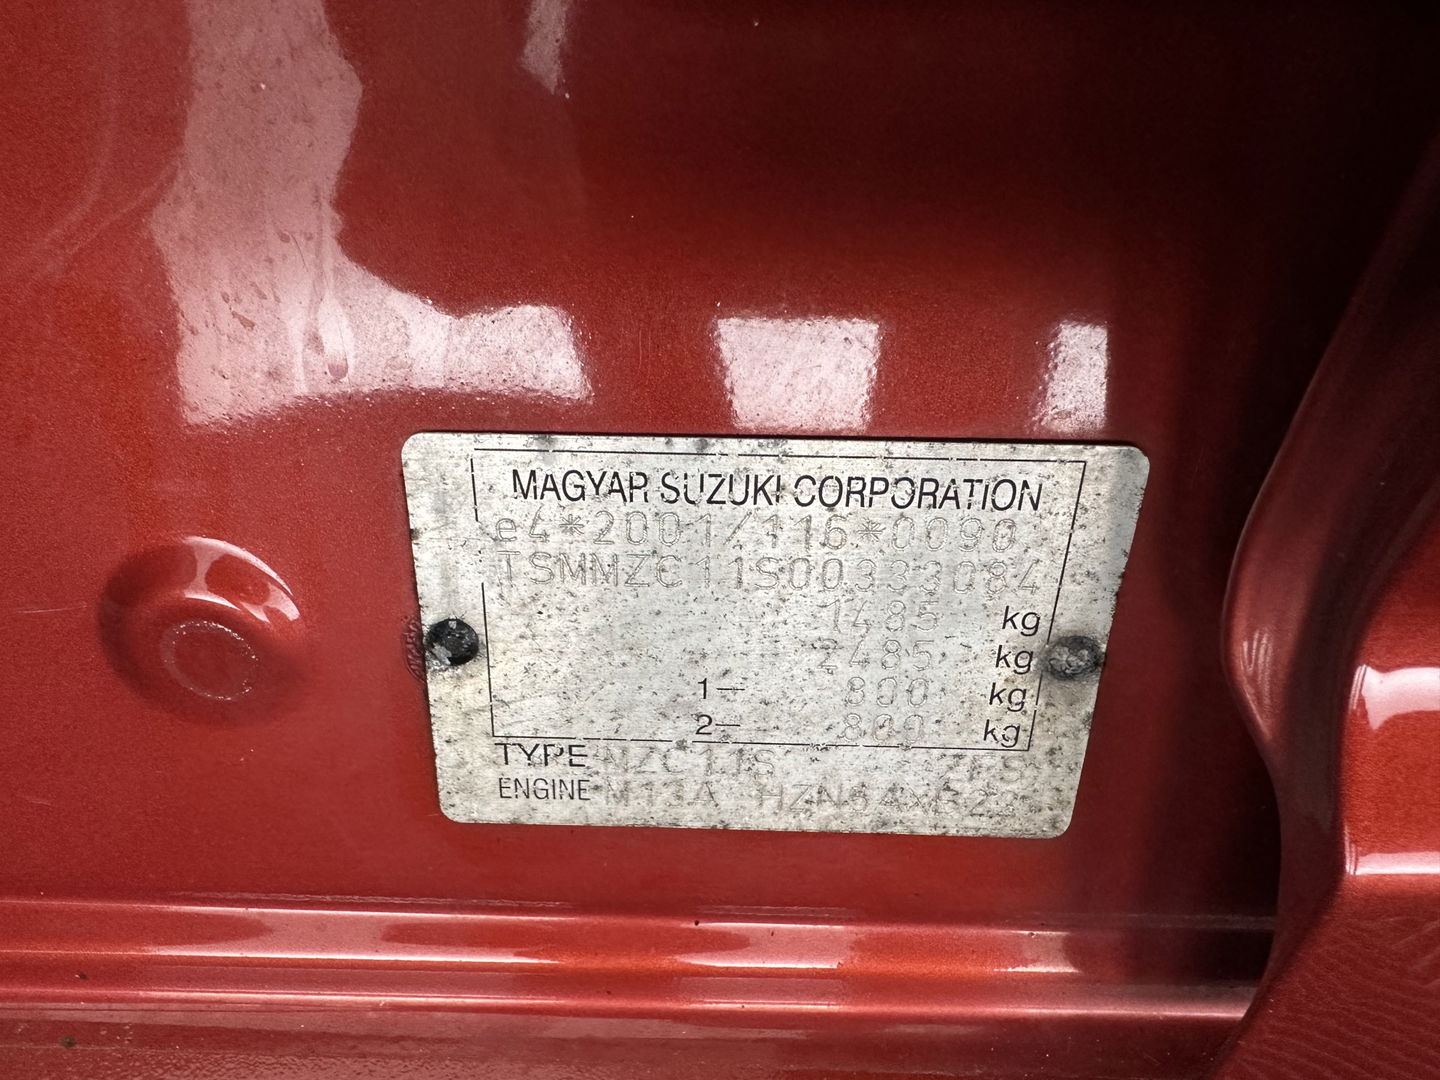 MAGYAR SUZUKI CORPORATION
e4*2001/116*0090
TSMMZC11S00333084
1485 kg
2485 kg
1— 800 kg
2— 800 kg
TYPE MZC11S
ENGINE M13A